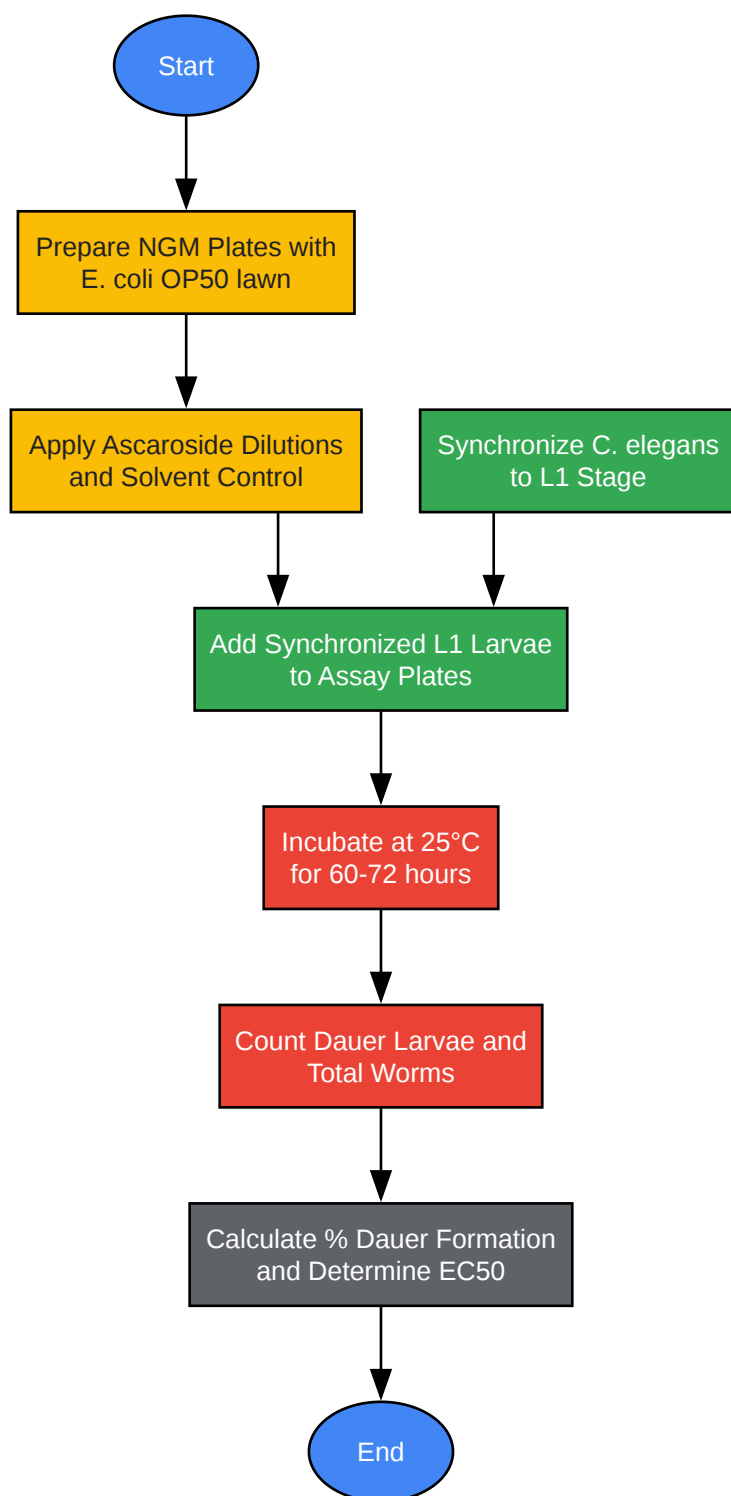 Start
Prepare NGM Plates with
E. coli OP50 lawn
Apply Ascaroside Dilutions
and Solvent Control
Synchronize C. elegans
to L1 Stage
Add Synchronized L1 Larvae
to Assay Plates
Incubate at 25°C
for 60-72 hours
Count Dauer Larvae and
Total Worms
Calculate % Dauer Formation
and Determine EC50
End